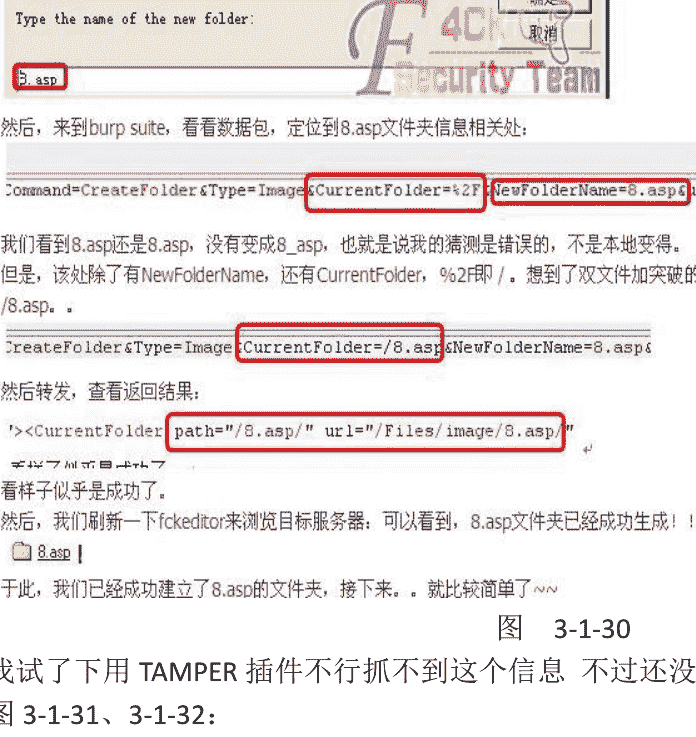 Type the name of the new folder:
取消
Security Team
8.asp
然后，来到burp suite，看看数据包，定位到8.asp文件夹信息相关处：
Command=CreateFolder&Type=Image&CurrentFolder=%2F&NewFolderName=8.asp&u
我们看到8.asp还是8.asp，没有变成8_asp，也就是说我的猜测是错误的，不是本地变得。
但是，该处除了有NewFolderName，还有CurrentFolder，%2F即 / 。想到了双文件加突破的
/8.asp。。
CreateFolder&Type=Image&CurrentFolder=/8.asp&NewFolderName=8.asp&
然后转发，查看返回结果：
"><CurrentFolder path="/8.asp/" url="/Files/image/8.asp/"
看样子似乎是成功了
看样子似乎是成功了。
然后，我们刷新一下fckeditor来浏览目标服务器：可以看到，8.asp文件夹已经成功生成！！
8.asp
于此，我们已经成功建立了8.asp的文件夹，接下来。。就比较简单了~~
图 3-1-30
我试了下用 TAMPER 插件不行抓不到这个信息 不过还没
图 3-1-31、3-1-32：